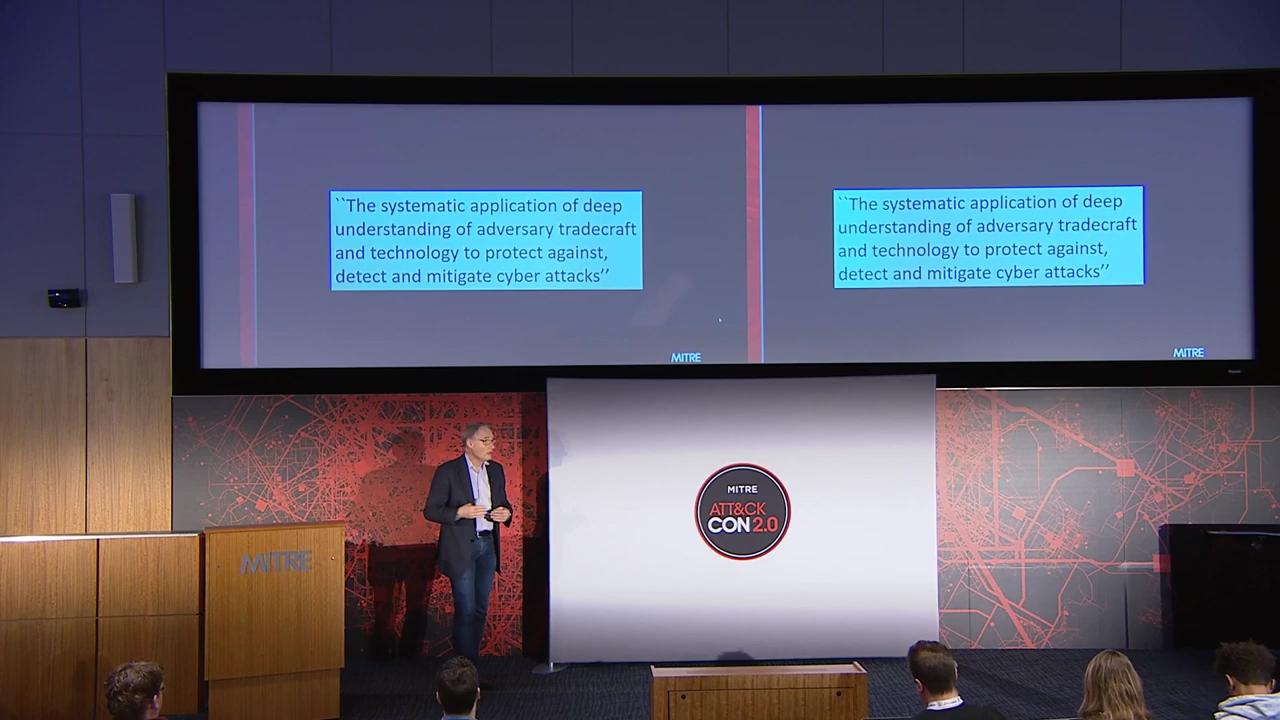 ``The systematic application of deep
understanding of adversary tradecraft
and technology to protect against,
detect and mitigate cyber attacks’’
MITRE
``The systematic application of deep
understanding of adversary tradecraft
and technology to protect against,
detect and mitigate cyber attacks’’
MITRE
MITRE
ATT&CK
CON 2.0
MITRE